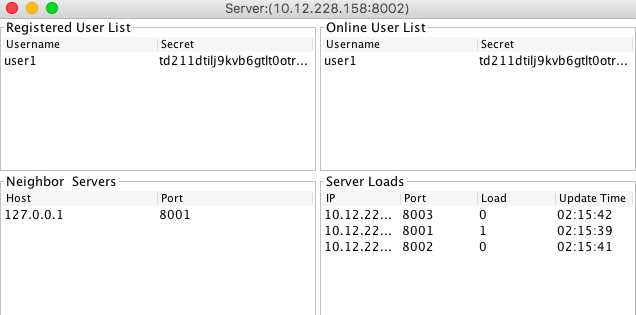 Server:(10.12.228.158:8002)
Registered User List
Username Secret
user1 td211dtilj9kvb6gtlt0otr...
Online User List
Username Secret
user1 td211dtilj9kvb6gtlt0otr...
Neighbor Servers
Host Port
127.0.0.1 8001
Server Loads
IP Port Load Update Time
10.12.22... 8003 0 02:15:42
10.12.22... 8001 1 02:15:39
10.12.22... 8002 0 02:15:41